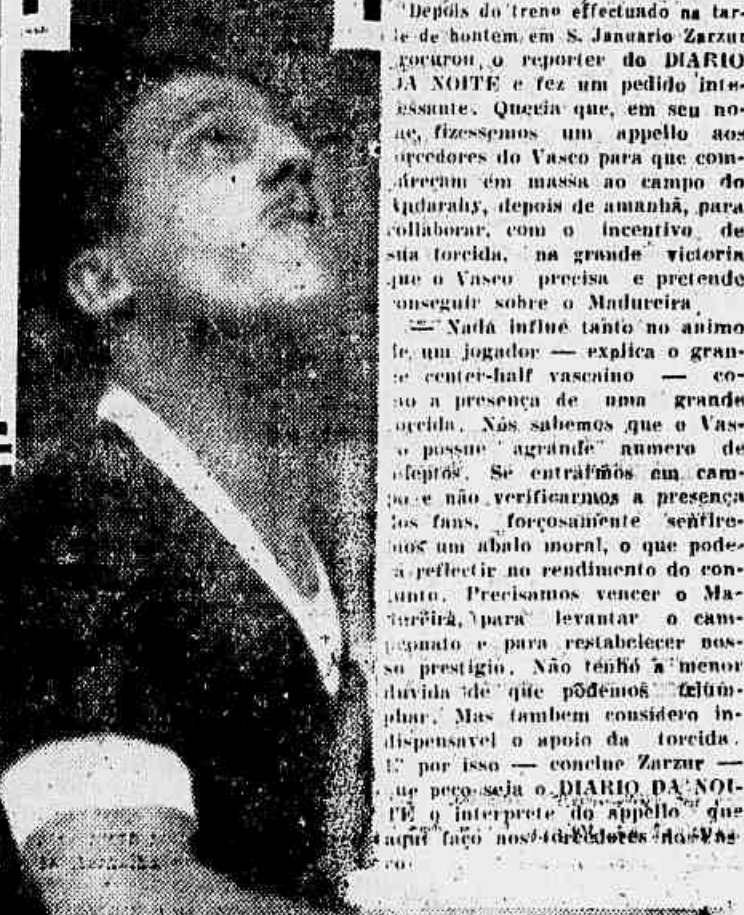 Depois do treno effectuado na tar-
de de hontem, em S. Januario Zarzur
procurou o reporter do DIARIO
DA NOITE e fez um pedido inte-
ressante. Queria que, em seu no-
me, fizessemos um appello aos
torcedores do Vasco para que com-
pareçam em massa ao campo do
Andarahy, depois de amanhã, para
collaborar, com o incentivo de
sua torcida, na grande victoria
que o Vasco precisa e pretende
conseguir sobre o Madureira.
— Nada influe tanto no animo
de um jogador — explica o gran-
de center-half vascaino — co-
mo a presença de uma grande
torcida. Nós sabemos que o Vas-
co possue agrande numero de
adeptos. Se entrarmos em cam-
po e não verificarmos a presença
dos fans, forçosamente sentire-
mos um abalo moral, o que pode-
rá reflectir no rendimento do con-
junto. Precisamos vencer o Ma-
dureira, para levantar o cam-
peonato e para restabelecer nos-
so prestigio. Não tenho a menor
duvida de que podemos trium-
phar. Mas tambem considero in-
dispensavel o apoio da torcida.
E' por isso — conclue Zarzur —
que peço seja o DIARIO DA NOI-
TE o interprete do appello que
aqui faço aos torcedores do Vas-
co.